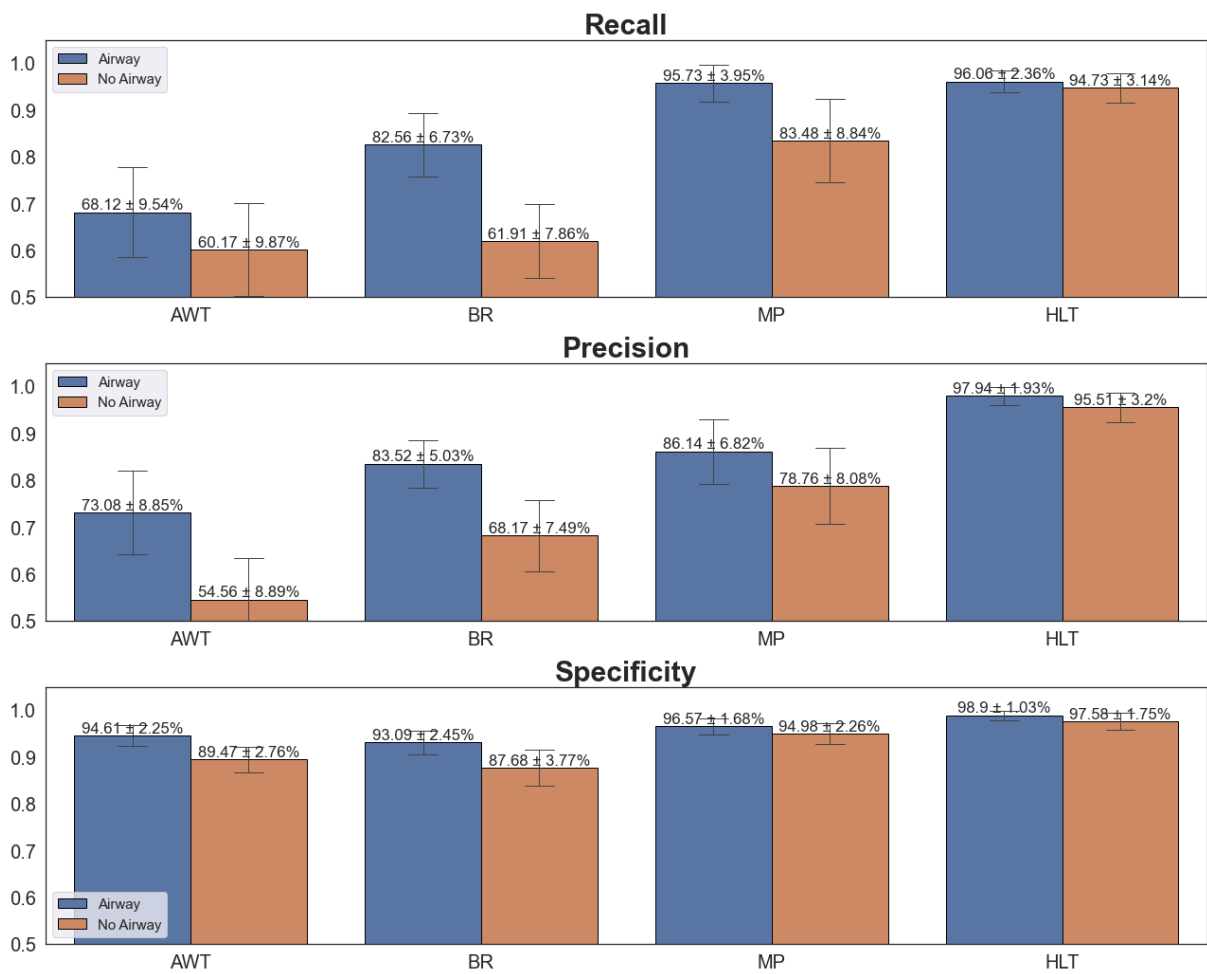 Recall
1.0
0.9
0.8
0.7
0.6
0.5
Airway
No Airway
68.12 ± 9.54%
60.17 ± 9.87%
82.56 ± 6.73%
61.91 ± 7.86%
95.73 ± 3.95%
83.48 ± 8.84%
96.06 ± 2.36%
94.73 ± 3.14%
AWT BR MP HLT
Precision
1.0
0.9
0.8
0.7
0.6
0.5
Airway
No Airway
73.08 ± 8.85%
54.56 ± 8.89%
83.52 ± 5.03%
68.17 ± 7.49%
86.14 ± 6.82%
78.76 ± 8.08%
97.94 ± 1.93%
95.51 ± 3.2%
AWT BR MP HLT
Specificity
1.0
0.9
0.8
0.7
0.6
0.5
94.61 ± 2.25%
89.47 ± 2.76%
93.09 ± 2.45%
87.68 ± 3.77%
96.57 ± 1.68%
94.98 ± 2.26%
98.9 ± 1.03%
97.58 ± 1.75%
Airway
No Airway
AWT BR MP HLT